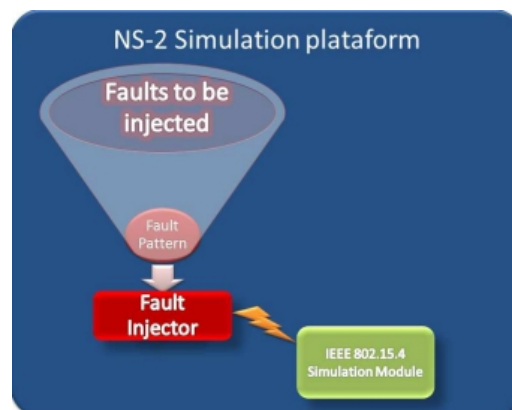 NS-2 Simulation plataform
Faults to be
injected
Fault
Pattern
Fault
Injector
IEEE 802.15.4
Simulation Module